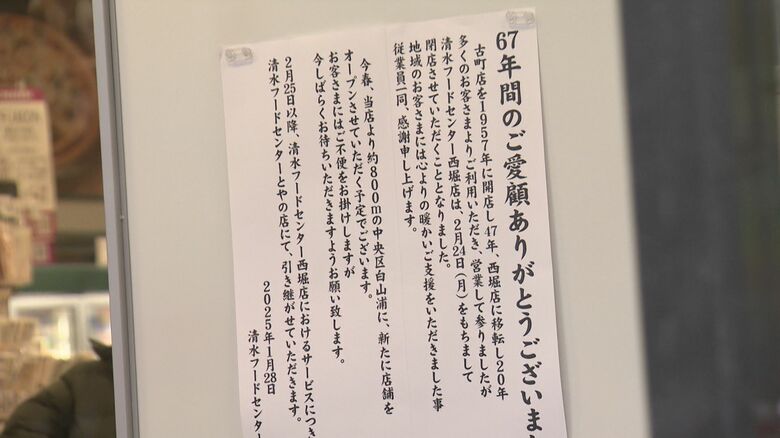 67年間のご愛顧ありがとうございま
古町店を1957年に開店し47年、西堀店に移転し20年
多くのお客さまよりご利用いただき、営業して参りましたが
清水フードセンター西堀店は、2月24日(月)をもちまして
閉店させていただくこととなりました。
地域のお客さまには心よりの暖かいご支援をいただきました事
従業員一同、感謝申し上げます。
今春、当店より約800mの中央区白山浦に、新たに店舗を
オープンさせていただく予定でございます。
お客さまにはご不便をお掛けしますが
今しばらくお待ちいただきますようお願い致します。
2月25日以降、清水フードセンター西堀店におけるサービスにつき
清水フードセンターとやの店にて、引き継がせていただきます。
2025年1月28日
清水フードセンター